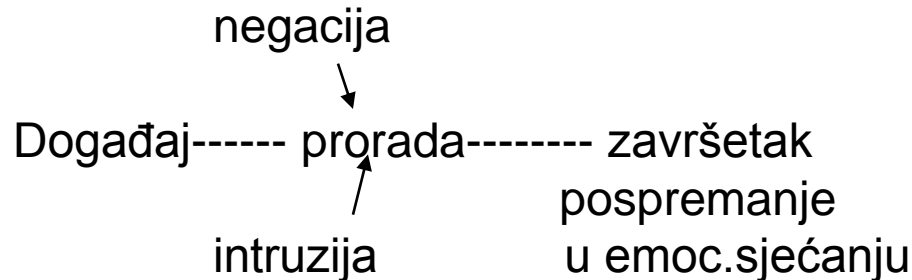 negacija
Događaj------ prorada-------- završetak
pospremanje
intruzija u emoc.sjećanju